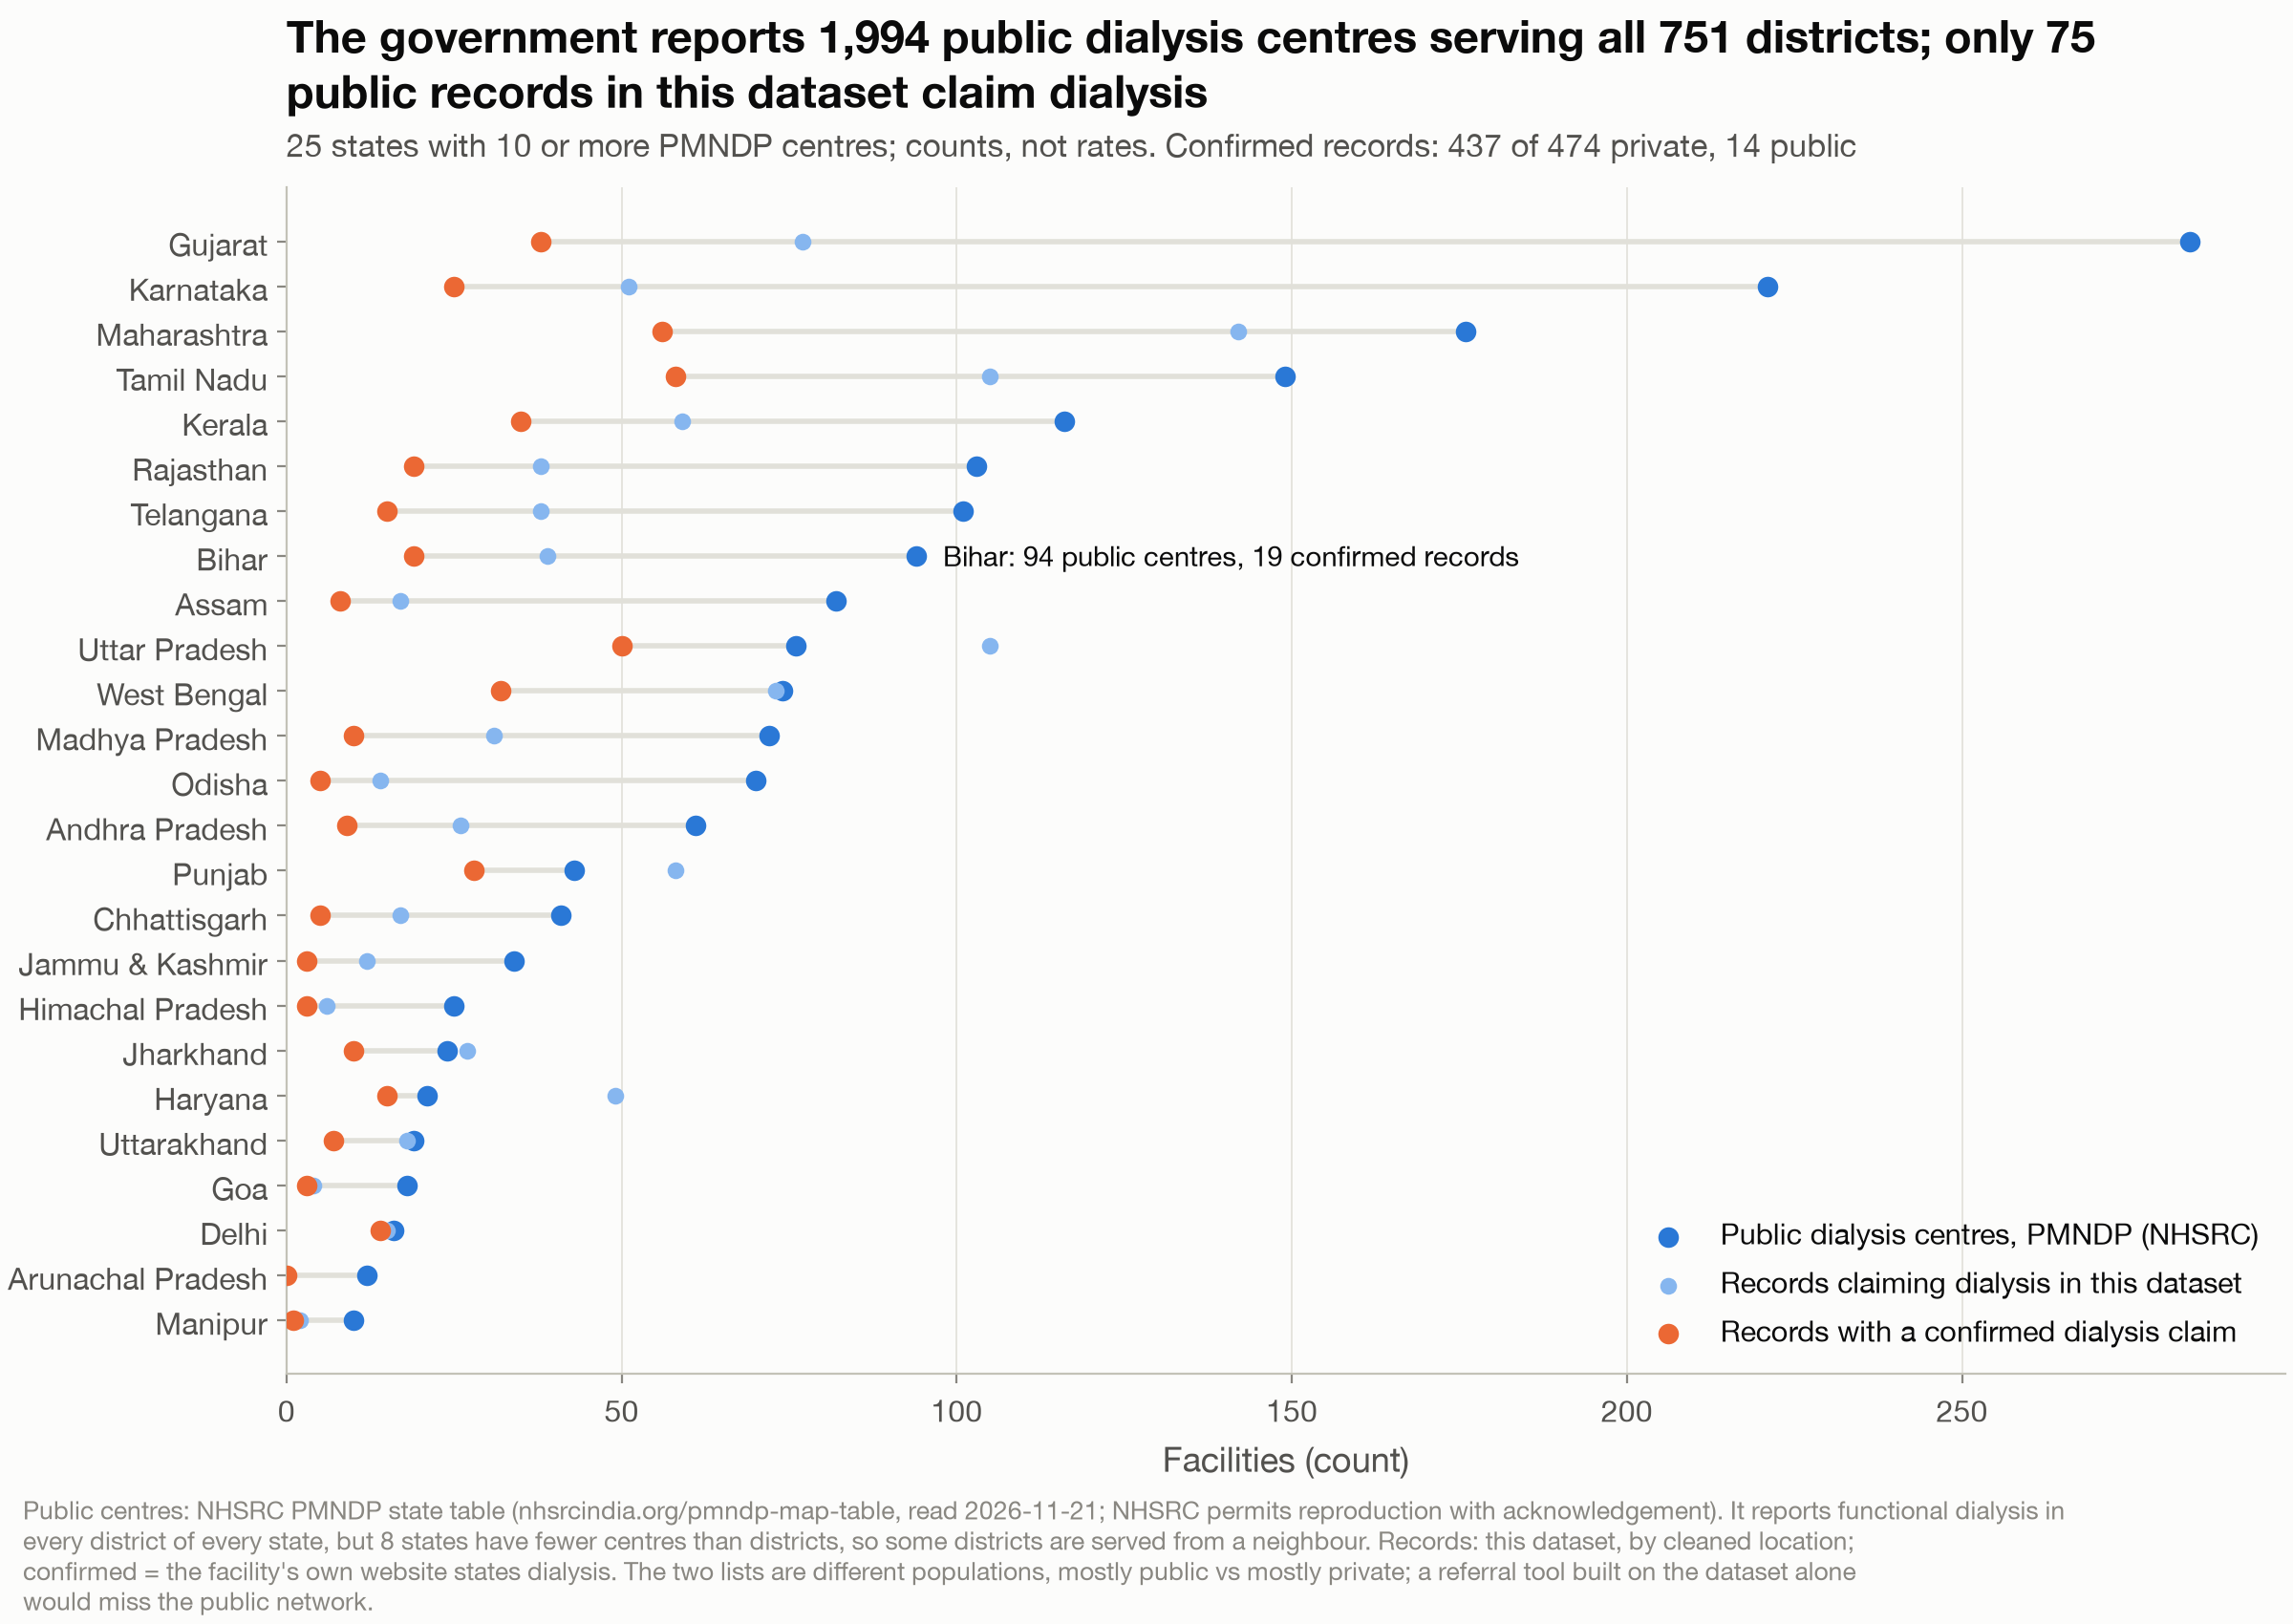 The government reports 1,994 public dialysis centres serving all 751 districts; only 75
public records in this dataset claim dialysis
25 states with 10 or more PMNDP centres; counts, not rates. Confirmed records: 437 of 474 private, 14 public
Gujarat
Karnataka
Maharashtra
Tamil Nadu
Kerala
Rajasthan
Telangana
Bihar
Bihar: 94 public centres, 19 confirmed records
Assam
Uttar Pradesh
West Bengal
Madhya Pradesh
Odisha
Andhra Pradesh
Punjab
Chhattisgarh
Jammu & Kashmir
Himachal Pradesh
Jharkhand
Haryana
Uttarakhand
Goa
Delhi
Arunachal Pradesh
Manipur
Public dialysis centres, PMNDP (NHSRC)
Records claiming dialysis in this dataset
Records with a confirmed dialysis claim
0 50 100 150 200 250
Facilities (count)
Public centres: NHSRC PMNDP state table (nhsrcindia.org/pmndp-map-table, read 2026-11-21; NHSRC permits reproduction with acknowledgement). It reports functional dialysis in
every district of every state, but 8 states have fewer centres than districts, so some districts are served from a neighbour. Records: this dataset, by cleaned location;
confirmed = the facility's own website states dialysis. The two lists are different populations, mostly public vs mostly private; a referral tool built on the dataset alone
would miss the public network.